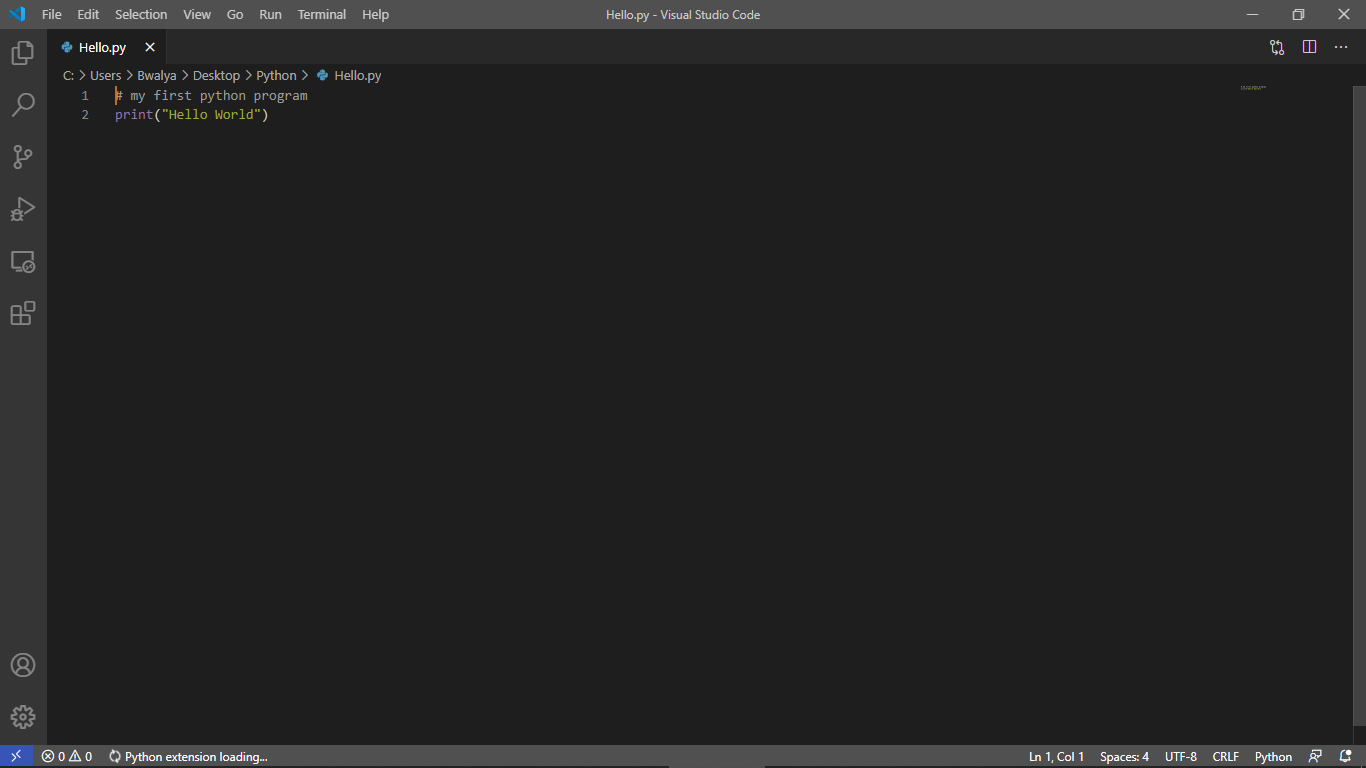 File Edit Selection View Go Run Terminal Help Hello.py - Visual Studio Code
Hello.py
C: > Users > Bwalya > Desktop > Python > Hello.py
1 # my first python program
2 print("Hello World")
0 0 Python extension loading... Ln 1, Col 1 Spaces: 4 UTF-8 CRLF Python